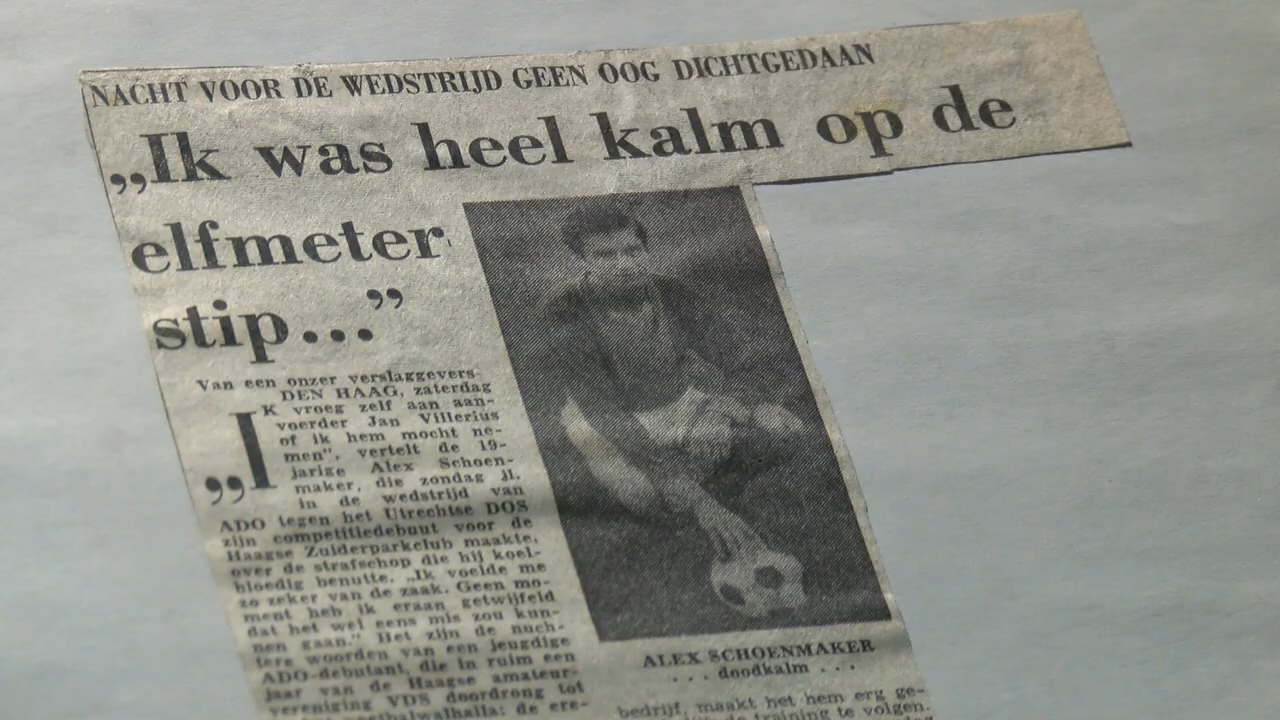 NACHT VOOR DE WEDSTRIJD GEEN OOG DICHTGEDAAN
„Ik was heel kalm op de
elfmeter
stip...”
Van een onzer verslaggevers
DEN HAAG, zaterdag
„IK vroeg zelf aan aan-
voerder Jan Villerius
of ik hem mocht ne-
men”, vertelt de 19-
jarige Alex Schoen-
maker, die zondag jl.
in de wedstrijd van
ADO tegen het Utrechtse DOS
zijn competitiedebuut voor de
Haagse Zuiderparkclub maakte,
over de strafschop die hij koel-
bloedig benutte. „Ik voelde me
zo zeker van de zaak. Geen mo-
ment heb ik eraan getwijfeld
dat het wel eens mis zou kun-
nen gaan.” Het zijn de nuch-
tere woorden van een jeugdige
ADO-debutant, die in ruim een
jaar van de Haagse amateur-
vereniging VDS doordrong tot
voetbalwalhalla: de ere-
ALEX SCHOENMAKER
... doodkalm ...
bedrijf, maakt het hem erg ge-
de training te volgen.